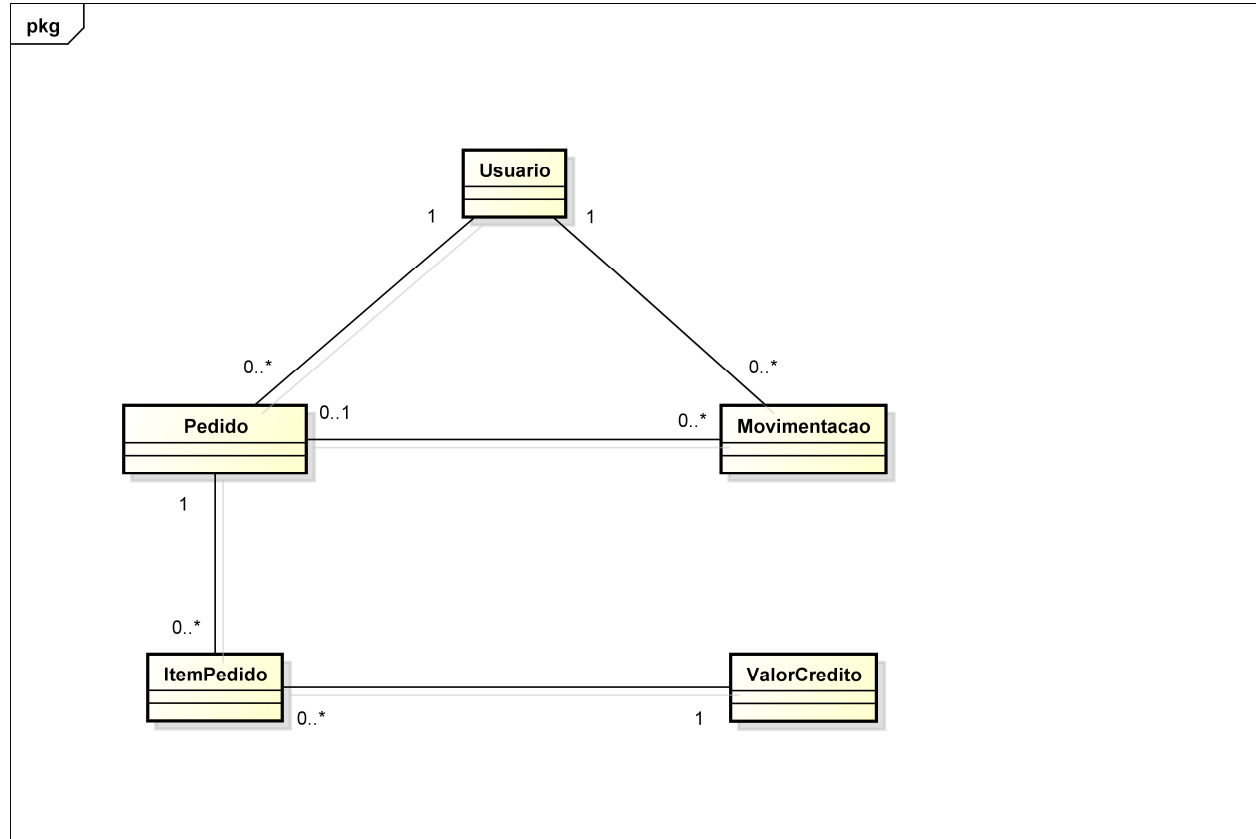 pkg
Usuario
1
1
0..*
0..*
Pedido
0..1
0..*
Movimentacao
1
0..*
ItemPedido
ValorCredito
0..*
1